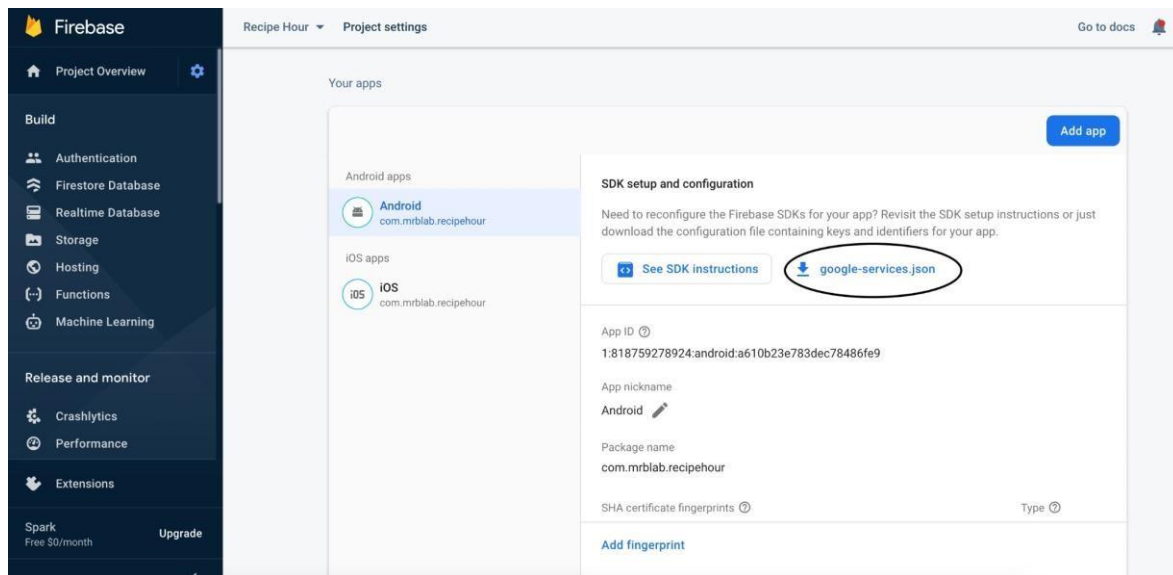 Firebase
Recipe Hour
Project settings
Go to docs
Project Overview
Build
Authentication
Firestore Database
Realtime Database
Storage
Hosting
Functions
Machine Learning
Release and monitor
Crashlytics
Performance
Extensions
Spark
Free $0/month
Upgrade
Your apps
Add app
Android apps
Android
com.mrblab.recipehour
iOS apps
iOS
iOS
com.mrblab.recipehour
SDK setup and configuration
Need to reconfigure the Firebase SDKs for your app? Revisit the SDK setup instructions or just
download the configuration file containing keys and identifiers for your app.
See SDK instructions
google-services.json
App ID
1:818759278924:android:a610b23e783dec78486fe9
App nickname
Android
Package name
com.mrblab.recipehour
SHA certificate fingerprints
Type
Add fingerprint